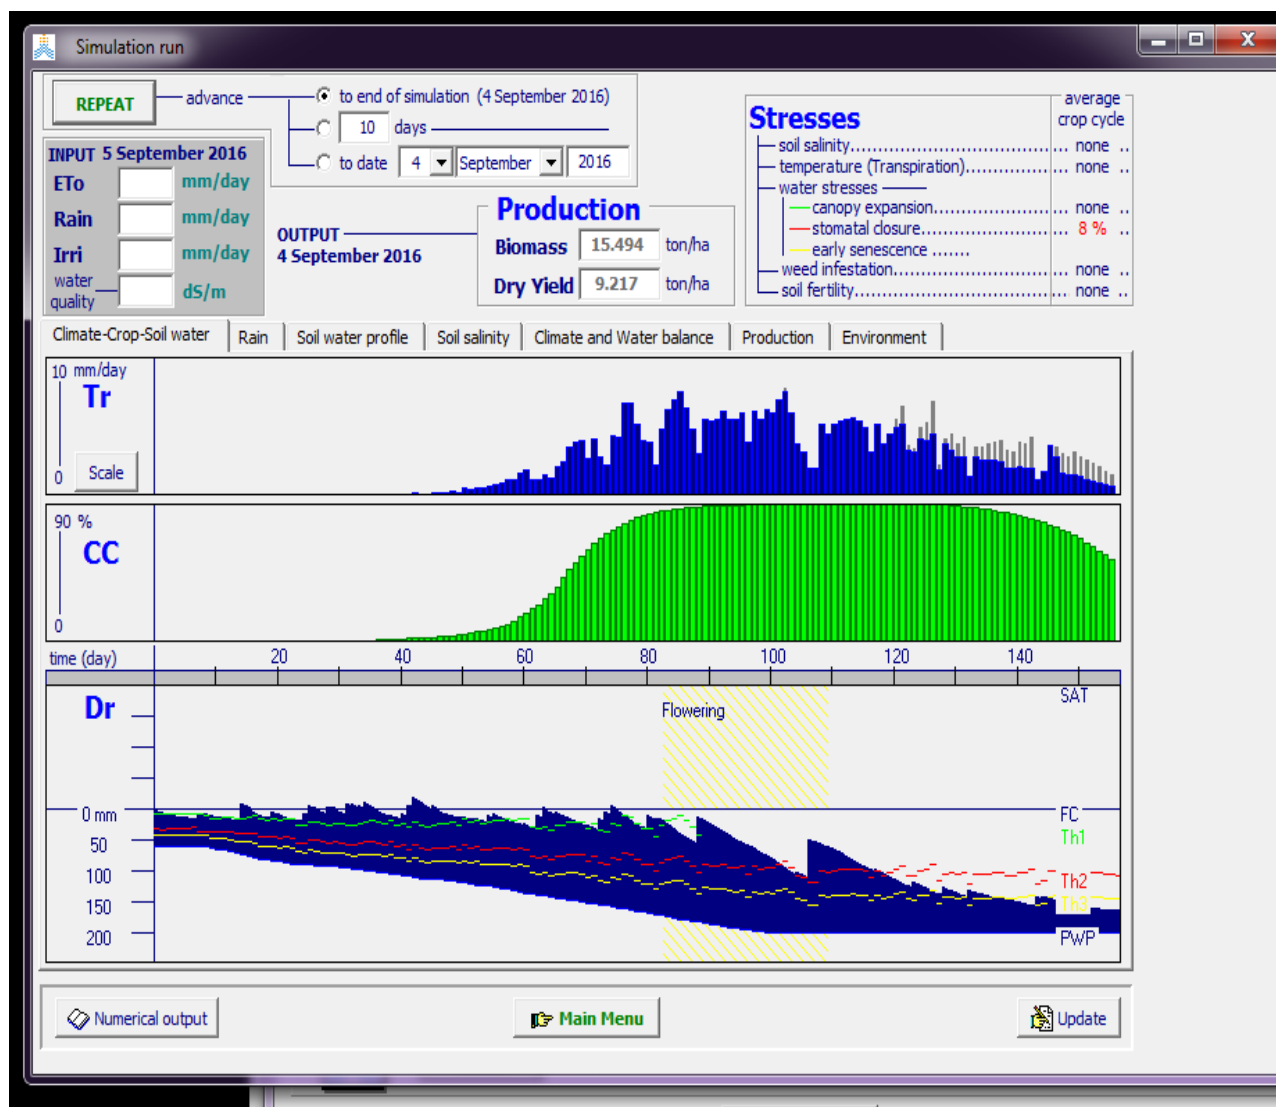 Simulation run
REPEAT
advance
to end of simulation (4 September 2016)
10 days
to date 4 September 2016
INPUT 5 September 2016
ETo mm/day
Rain mm/day
Irri mm/day
water quality dS/m
OUTPUT
4 September 2016
Production
Biomass 15.494 ton/ha
Dry Yield 9.217 ton/ha
average
Stresses crop cycle
soil salinity............................................ none ..
temperature (Transpiration).................. none ..
water stresses
canopy expansion....................... none ..
stomatal closure......................... 8 % ..
early senescence .......
weed infestation................................... none ..
soil fertility........................................... none ..
Climate-Crop-Soil water Rain Soil water profile Soil salinity Climate and Water balance Production Environment
10 mm/day
Tr
0 Scale
90 %
CC
0
time (day) 20 40 60 80 100 120 140
Dr
SAT
Flowering
0 mm
FC
Th1
50
100
Th2
150
Th3
200
PWP
Numerical output Main Menu Update